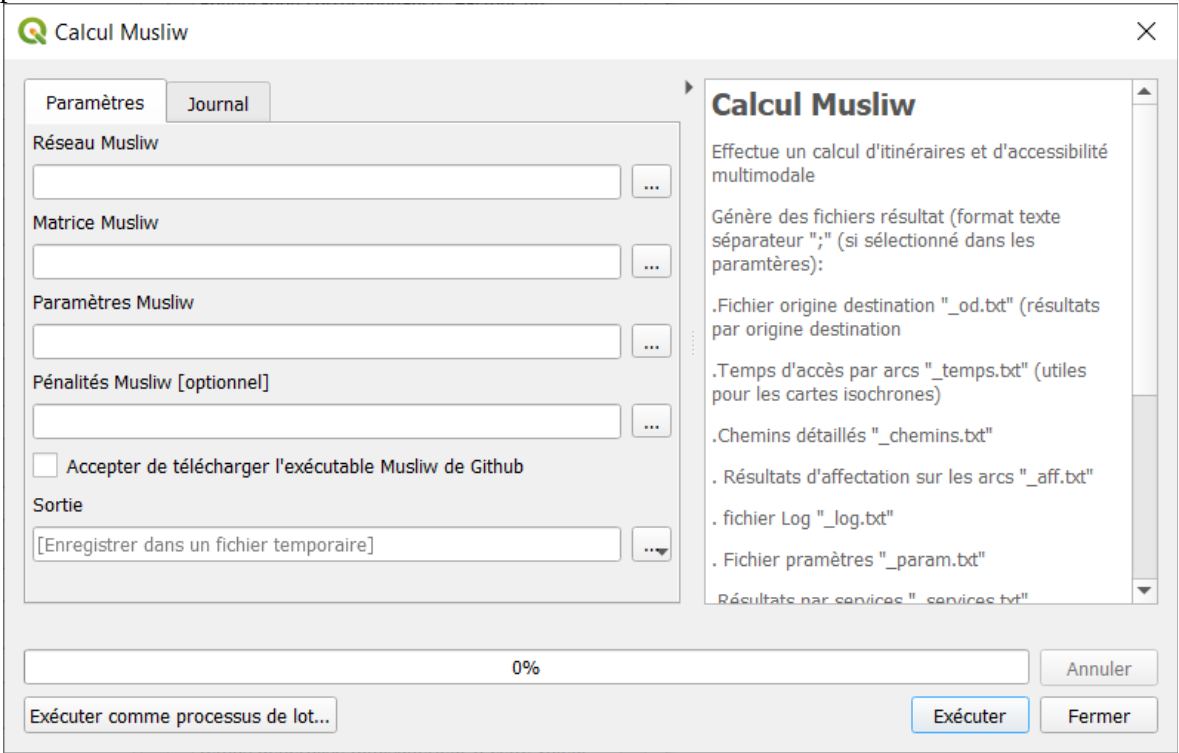 Calcul Musliw
Paramètres
Journal
Réseau Musliw
...
Matrice Musliw
...
Paramètres Musliw
...
Pénalités Musliw [optionnel]
...
Accepter de télécharger l'exécutable Musliw de Github
Sortie
[Enregistrer dans un fichier temporaire]
...
Calcul Musliw
Effectue un calcul d'itinéraires et d'accessibilité
multimodale
Génère des fichiers résultat (format texte
séparateur ";" (si sélectionné dans les
paramtères):
.Fichier origine destination "_od.txt" (résultats
par origine destination
.Temps d'accès par arcs "_temps.txt" (utiles
pour les cartes isochrones)
.Chemins détaillés "_chemins.txt"
. Résultats d'affectation sur les arcs "_aff.txt"
. fichier Log "_log.txt"
. Fichier pramètres "_param.txt"
.Résultats par services "_services.txt"
0%
Annuler
Exécuter comme processus de lot...
Exécuter
Fermer